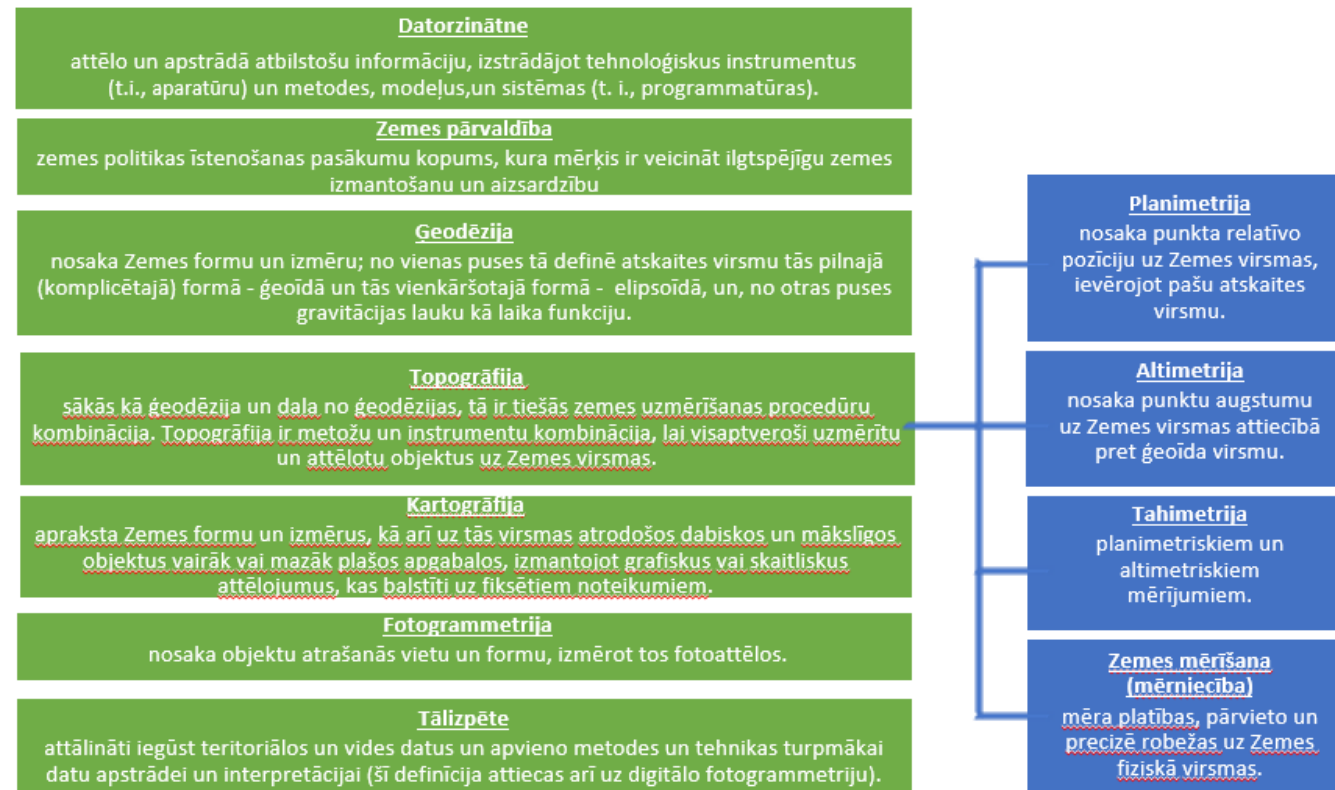 Datorzinātne
attēlo un apstrādā atbilstošu informāciju, izstrādājot tehnoloģiskus instrumentus
(t.i., aparatūru) un metodes, modeļus,un sistēmas (t. i., programmatūras).
Zemes pārvaldība
zemes politikas īstenošanas pasākumu kopums, kura mērķis ir veicināt ilgtspējīgu zemes
izmantošanu un aizsardzību
Ģeodēzija
nosaka Zemes formu un izmēru; no vienas puses tā definē atskaites virsmu tās pilnajā
(komplicētajā) formā - ģeoīdā un tās vienkāršotajā formā - elipsoīdā, un, no otras puses
gravitācijas lauku kā laika funkciju.
Topogrāfija
sākās kā ģeodēzija un daļa no ģeodēzijas, tā ir tiešās zemes uzmērīšanas procedūru
kombinācija. Topogrāfija ir metožu un instrumentu kombinācija, lai visaptveroši uzmērītu
un attēlotu objektus uz Zemes virsmas.
Kartogrāfija
apraksta Zemes formu un izmērus, kā arī uz tās virsmas atrodošos dabiskos un mākslīgos
objektus vairāk vai mazāk plašos apgabalos, izmantojot grafiskus vai skaitliskus
attēlojumus, kas balstīti uz fiksētiem noteikumiem.
Fotogrammetrija
nosaka objektu atrašanās vietu un formu, izmērot tos fotoattēlos.
Tālizpēte
attālināti iegūst teritoriālos un vides datus un apvieno metodes un tehnikas turpmākai
datu apstrādei un interpretācijai (šī definīcija attiecas arī uz digitālo fotogrammetriju).
Planimetrija
nosaka punkta relatīvo
pozīciju uz Zemes virsmas,
ievērojot pašu atskaites
virsmu.
Altimetrija
nosaka punktu augstumu
uz Zemes virsmas attiecībā
pret ģeoīda virsmu.
Tahimetrija
planimetriskiem un
altimetriskiem
mērījumiem.
Zemes mērīšana
(mērniecība)
mēra platības, pārvieto un
precizē robežas uz Zemes
fiziskā virsmas.